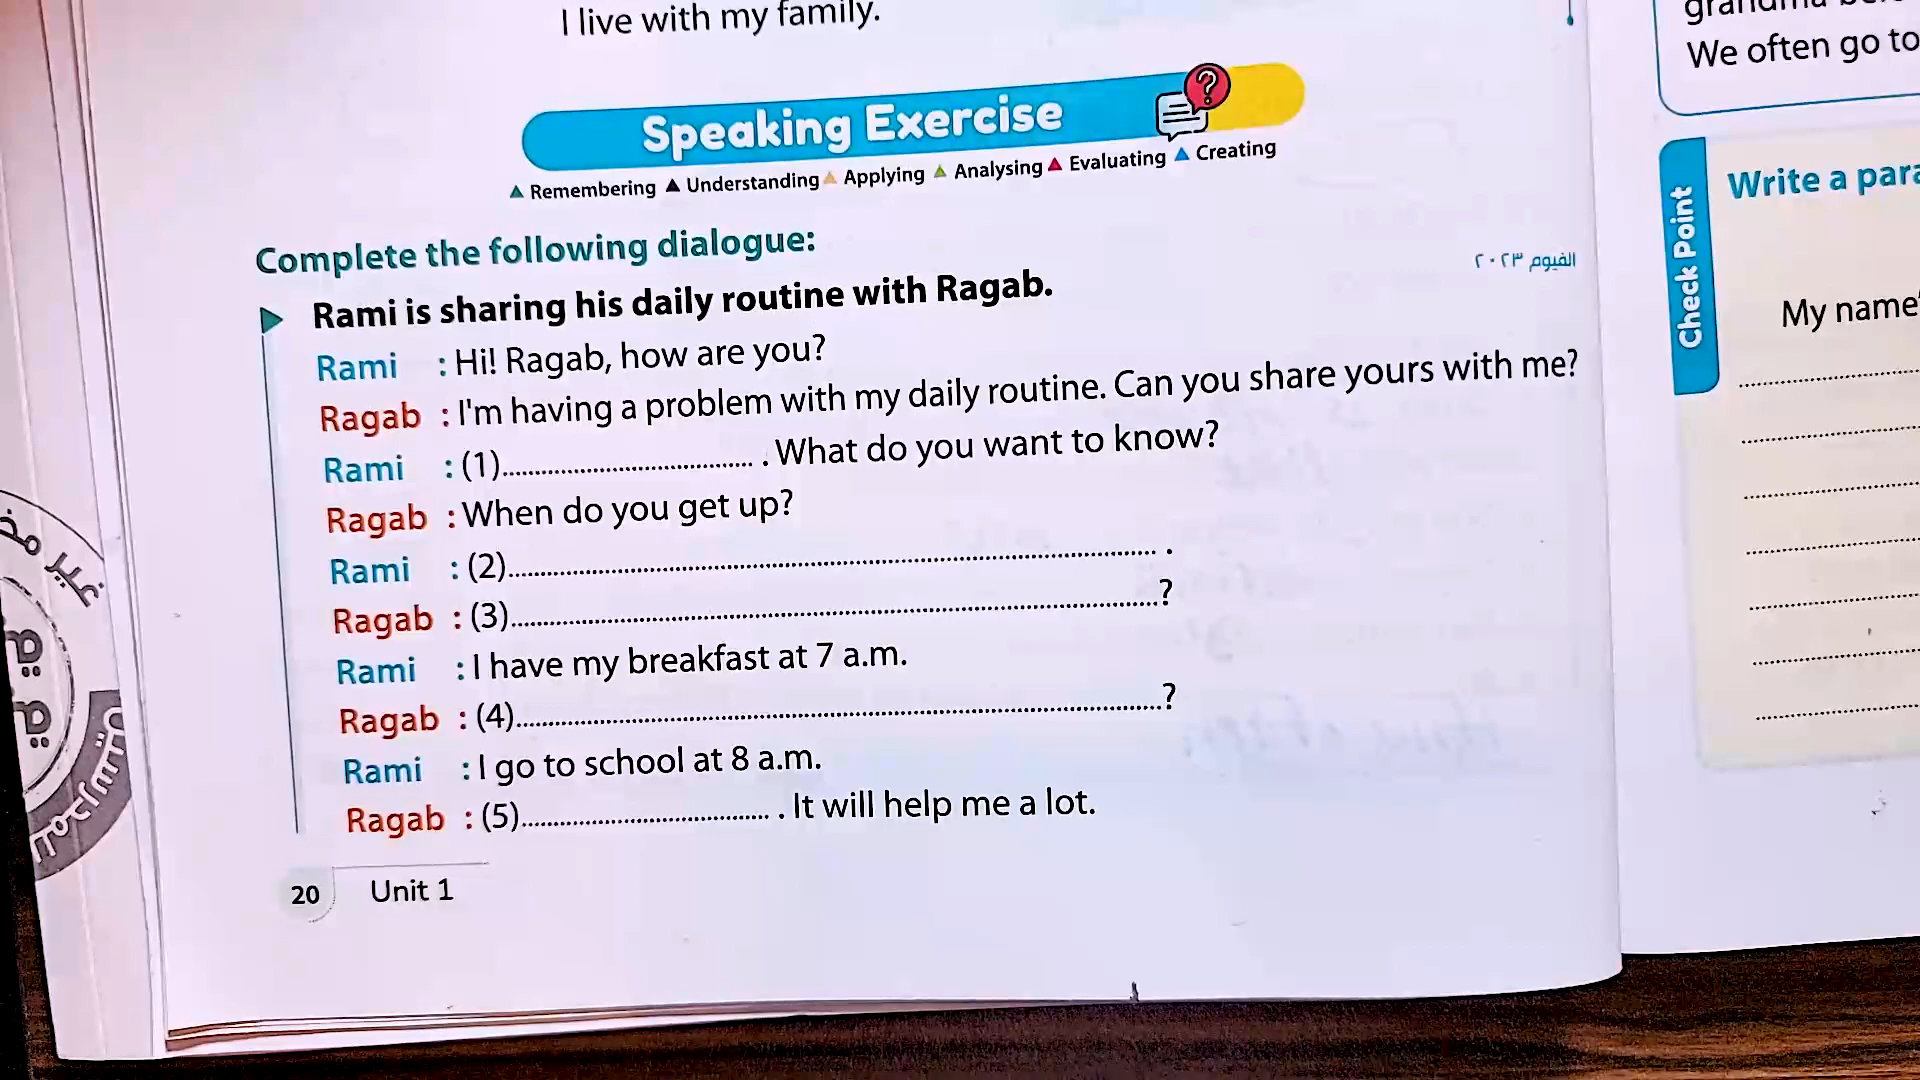 I live with my family.
Speaking Exercise
Remembering Understanding Applying Analysing Evaluating Creating
Complete the following dialogue:
الفيوم ٢٠٢٣
Rami is sharing his daily routine with Ragab.
Rami : Hi! Ragab, how are you?
Ragab : I'm having a problem with my daily routine. Can you share yours with me?
Rami : (1).................................. . What do you want to know?
Ragab : When do you get up?
Rami : (2)........................................................................................ .
Ragab : (3)........................................................................................?
Rami : I have my breakfast at 7 a.m.
Ragab : (4)........................................................................................?
Rami : I go to school at 8 a.m.
Ragab : (5).................................. . It will help me a lot.
20 Unit 1
We often go to
Check Point
Write a para
My name'
غير